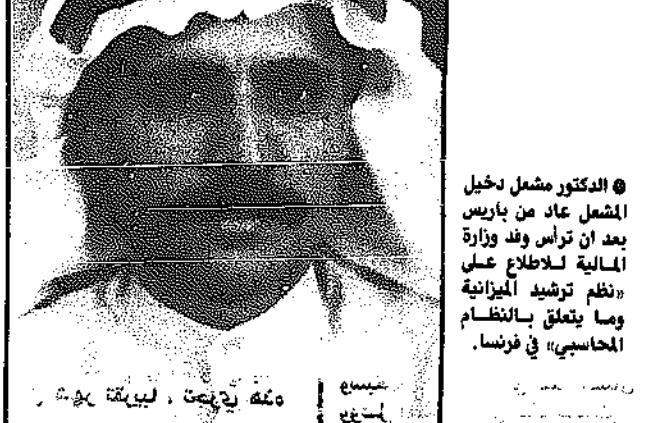 الدكتور مشعل دخيل
المشعل عاد من باريس
بعد ان ترأس وفد وزارة
المالية للاطلاع على
«نظم ترشيد الميزانية
وما يتعلق بالنظام
المحاسبي» في فرنسا.